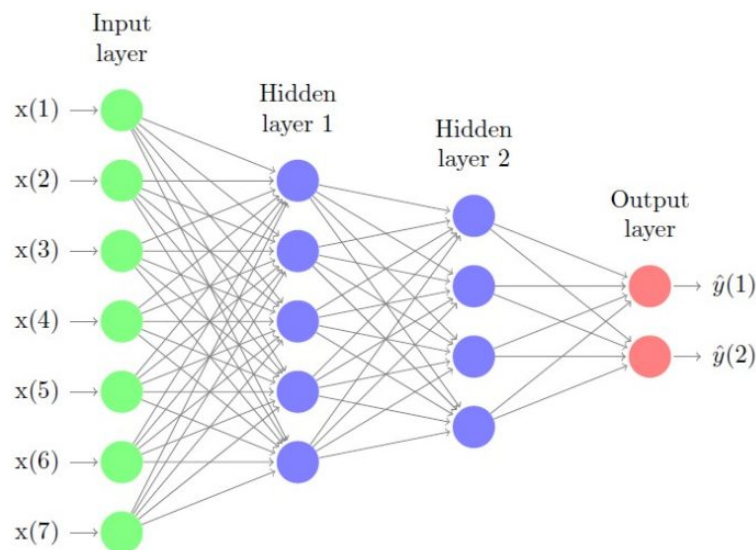 Input
layer
Hidden
layer 1
Hidden
layer 2
Output
layer
x(1)
x(2)
x(3)
x(4)
x(5)
x(6)
x(7)
ŷ(1)
ŷ(2)